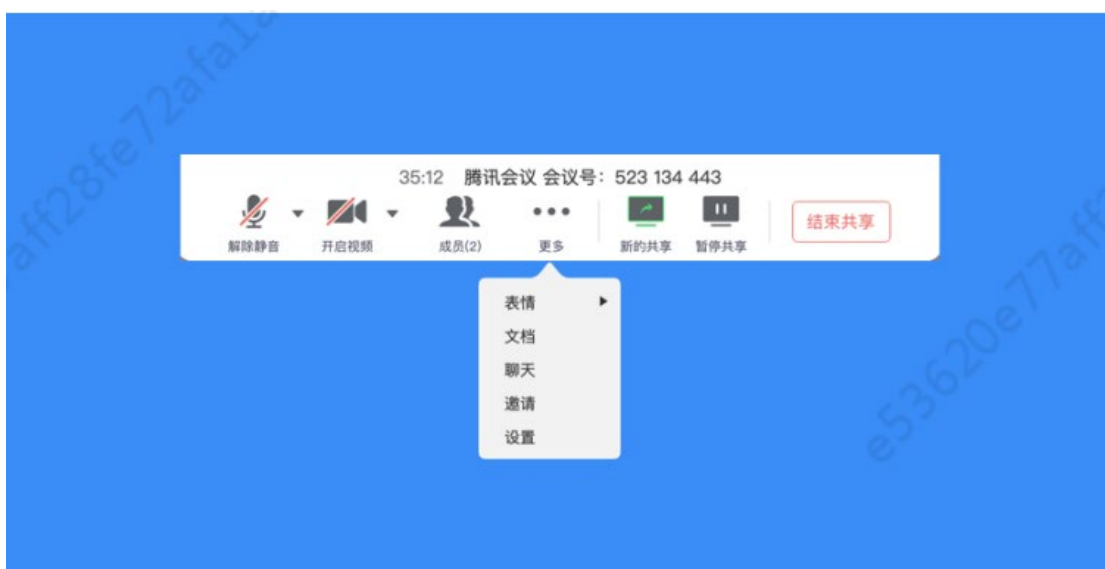 35:12 腾讯会议 会议号：523 134 443
解除静音 开启视频 成员(2) 更多 新的共享 暂停共享 结束共享
表情
文档
聊天
邀请
设置
aff28fe72afa1a
e53620e77aff